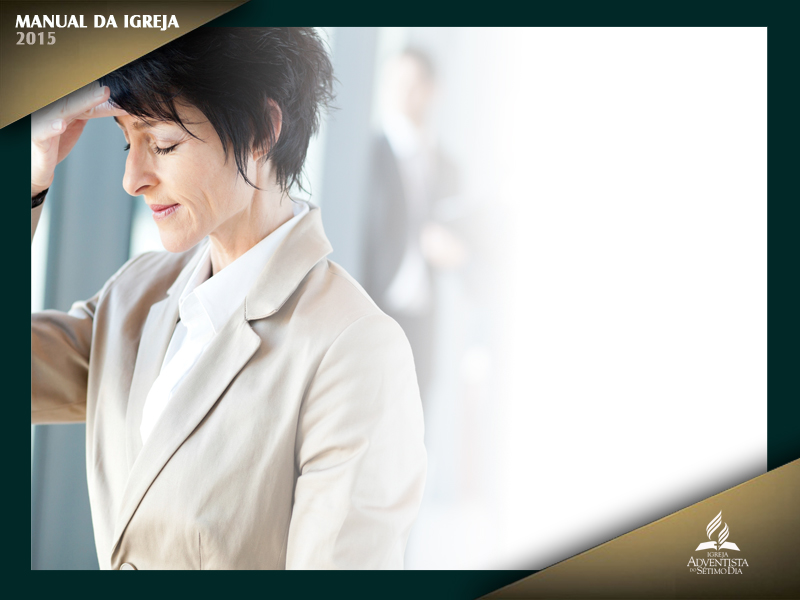 MANUAL DA IGREJA
2015
IGREJA
ADVENTISTA
DO SÉTIMO DIA